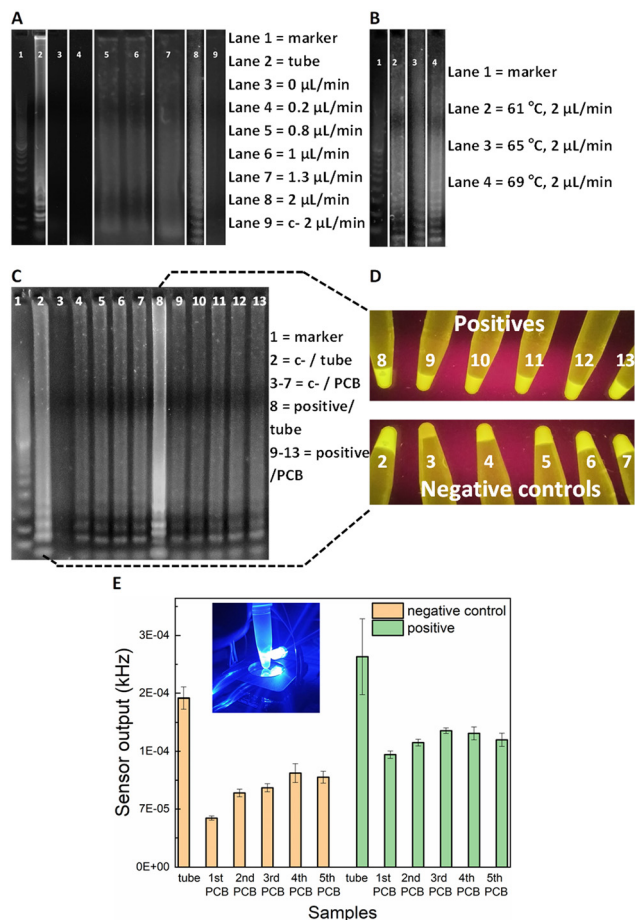 A
1 2 3 4 5 6 7 8 9
Lane 1 = marker
Lane 2 = tube
Lane 3 = 0 µL/min
Lane 4 = 0.2 µL/min
Lane 5 = 0.8 µL/min
Lane 6 = 1 µL/min
Lane 7 = 1.3 µL/min
Lane 8 = 2 µL/min
Lane 9 = c- 2 µL/min
B
1 2 3 4
Lane 1 = marker
Lane 2 = 61 °C, 2 µL/min
Lane 3 = 65 °C, 2 µL/min
Lane 4 = 69 °C, 2 µL/min
C
1 2 3 4 5 6 7 8 9 10 11 12 13
1 = marker
2 = c- / tube
3-7 = c- / PCB
8 = positive/
tube
9-13 = positive
/PCB
D
Positives
8 9 10 11 12 13
2 3 4 5 6 7
Negative controls
E
negative control
positive
Sensor output (kHz)
3E-04
2E-04
1E-04
7E-05
0E+00
tube 1st PCB 2nd PCB 3rd PCB 4th PCB 5th PCB tube 1st PCB 2nd PCB 3rd PCB 4th PCB 5th PCB
Samples